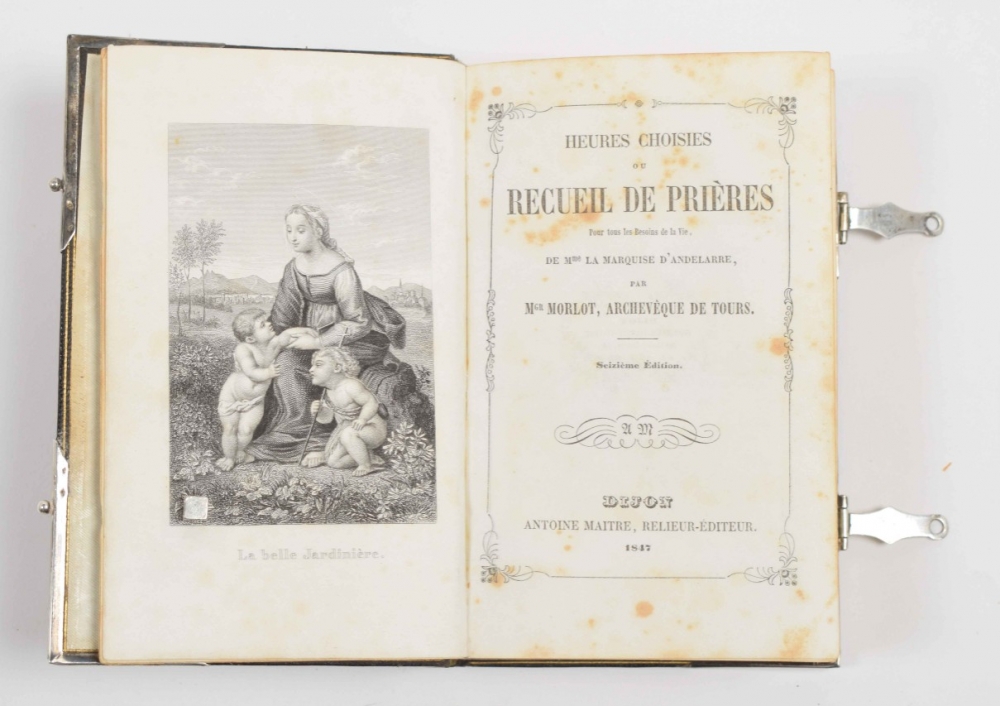 La belle Jardinière.
HEURES CHOISIES
OU
RECUEIL DE PRIÈRES
Pour tous les Besoins de la Vie,
DE Mme LA MARQUISE D'ANDELARRE,
PAR
MGR MORLOT, ARCHEVÊQUE DE TOURS.
Seizième Édition.
A M
DIJON
ANTOINE MAITRE, RELIEUR-ÉDITEUR.
1847